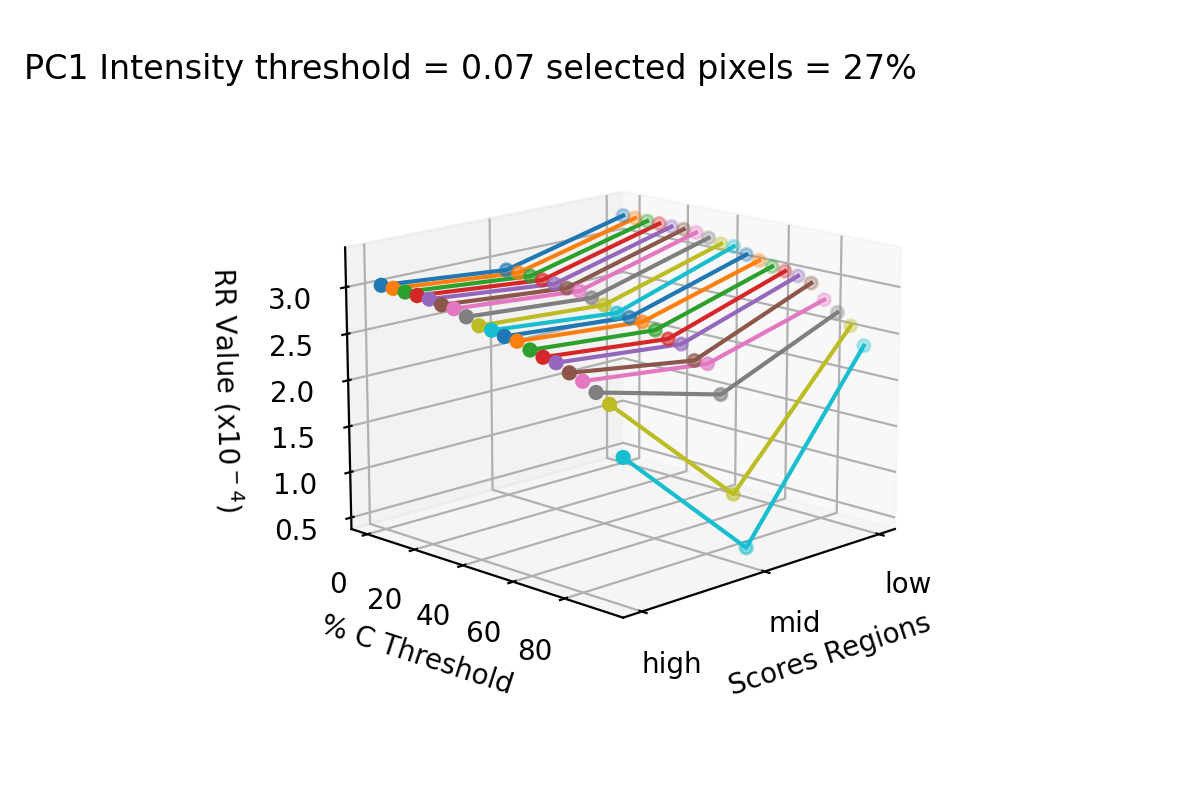 PC1 Intensity threshold = 0.07 selected pixels = 27%
RR Value (x10⁻⁴)
3.0
2.5
2.0
1.5
1.0
0.5
0
20
40
60
80
% C Threshold
high
mid
low
Scores Regions